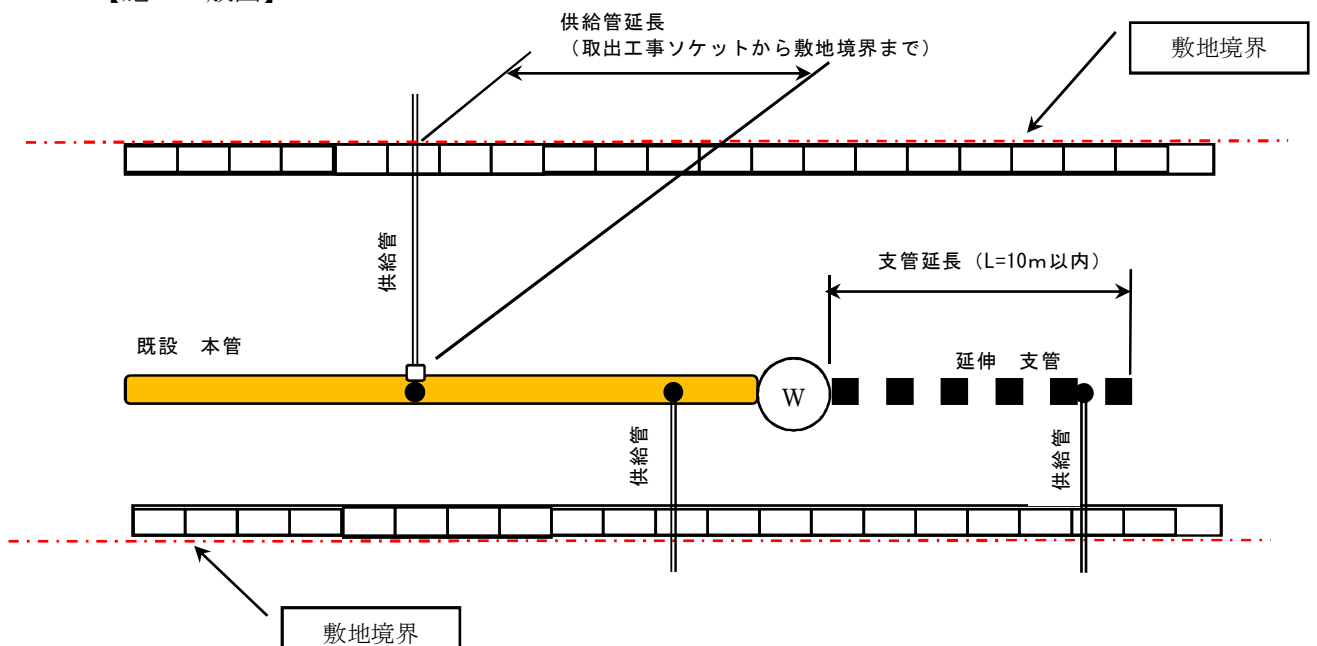 供給管延長
（取出工事ソケットから敷地境界まで）
敷地境界
供給管
支管延長（L=10ｍ以内）
既設　本管
延伸　支管
W
供給管
供給管
敷地境界